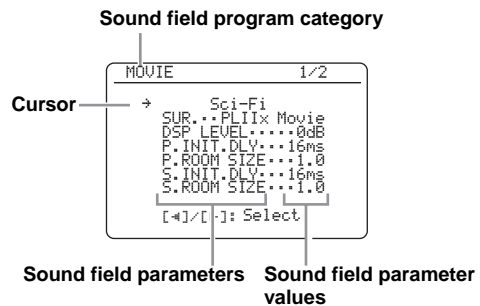 Sound field program category
MOVIE 1/2
Cursor
→ Sci-Fi
SUR.··PLIIx Movie
DSP LEVEL·····0dB
P.INIT.DLY··16ms
P.ROOM SIZE···1.0
S.INIT.DLY··16ms
S.ROOM SIZE···1.0
[◂]/[▸]: Select
Sound field parameters
Sound field parameter
values